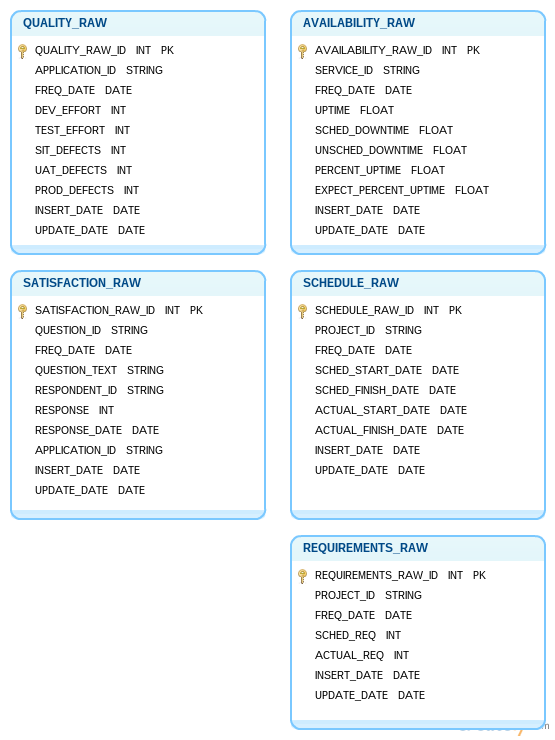 QUALITY_RAW
QUALITY_RAW_ID INT PK
APPLICATION_ID STRING
FREQ_DATE DATE
DEV_EFFORT INT
TEST_EFFORT INT
SIT_DEFECTS INT
UAT_DEFECTS INT
PROD_DEFECTS INT
INSERT_DATE DATE
UPDATE_DATE DATE
AVAILABILITY_RAW
AVAILABILITY_RAW_ID INT PK
SERVICE_ID STRING
FREQ_DATE DATE
UPTIME FLOAT
SCHED_DOWNTIME FLOAT
UNSCHED_DOWNTIME FLOAT
PERCENT_UPTIME FLOAT
EXPECT_PERCENT_UPTIME FLOAT
INSERT_DATE DATE
UPDATE_DATE DATE
SATISFACTION_RAW
SATISFACTION_RAW_ID INT PK
QUESTION_ID STRING
FREQ_DATE DATE
QUESTION_TEXT STRING
RESPONDENT_ID STRING
RESPONSE INT
RESPONSE_DATE DATE
APPLICATION_ID STRING
INSERT_DATE DATE
UPDATE_DATE DATE
SCHEDULE_RAW
SCHEDULE_RAW_ID INT PK
PROJECT_ID STRING
FREQ_DATE DATE
SCHED_START_DATE DATE
SCHED_FINISH_DATE DATE
ACTUAL_START_DATE DATE
ACTUAL_FINISH_DATE DATE
INSERT_DATE DATE
UPDATE_DATE DATE
REQUIREMENTS_RAW
REQUIREMENTS_RAW_ID INT PK
PROJECT_ID STRING
FREQ_DATE DATE
SCHED_REQ INT
ACTUAL_REQ INT
INSERT_DATE DATE
UPDATE_DATE DATE